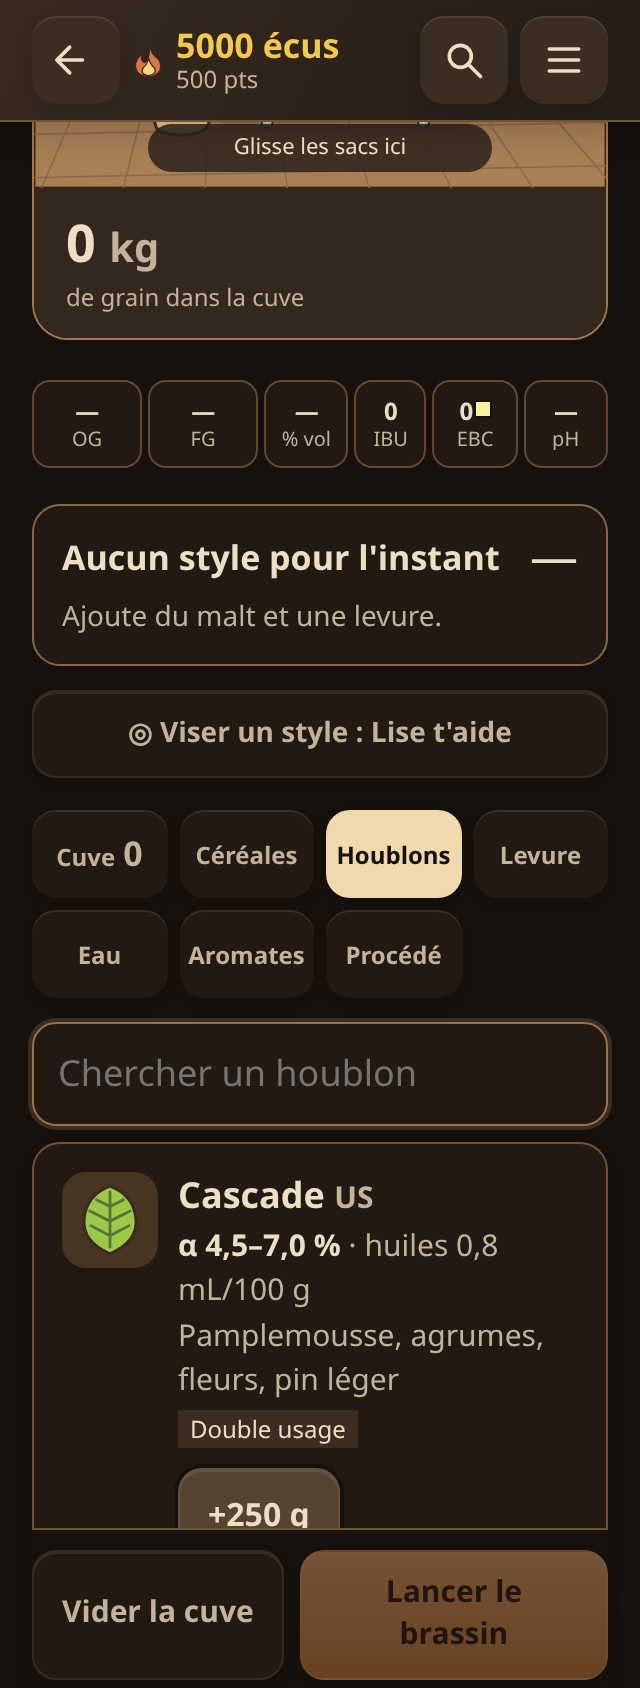 5000 écus
500 pts
Glisse les sacs ici
0 kg
de grain dans la cuve
— — — 0 0 —
OG FG % vol IBU EBC pH
Aucun style pour l'instant —
Ajoute du malt et une levure.
◎ Viser un style : Lise t'aide
Cuve 0 Céréales Houblons Levure
Eau Aromates Procédé
Chercher un houblon
Cascade US
α 4,5–7,0 % · huiles 0,8
mL/100 g
Pamplemousse, agrumes,
fleurs, pin léger
Double usage
+250 g
Vider la cuve
Lancer le
brassin